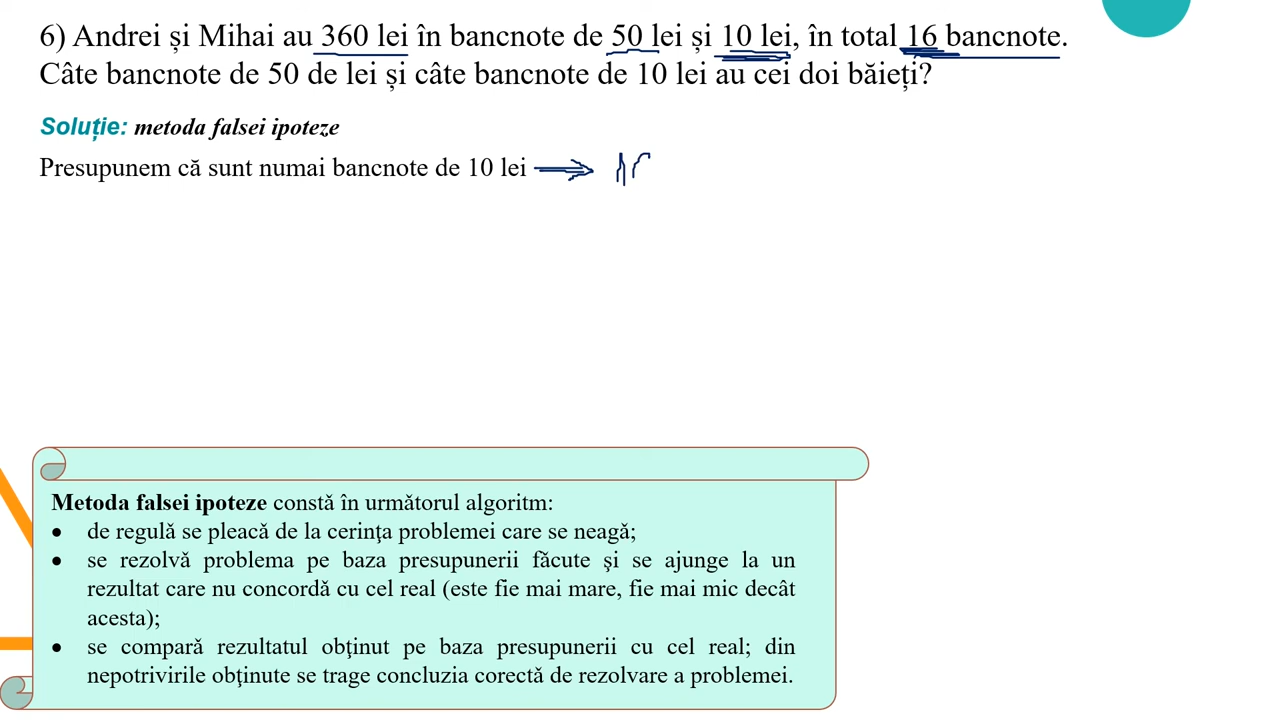 6) Andrei și Mihai au 360 lei în bancnote de 50 lei și 10 lei, în total 16 bancnote.
Câte bancnote de 50 de lei și câte bancnote de 10 lei au cei doi băieți?
Soluție: metoda falsei ipoteze
Presupunem că sunt numai bancnote de 10 lei
Metoda falsei ipoteze constă în următorul algoritm:
• de regulă se pleacă de la cerinţa problemei care se neagă;
• se rezolvă problema pe baza presupunerii făcute şi se ajunge la un
rezultat care nu concordă cu cel real (este fie mai mare, fie mai mic decât
acesta);
• se compară rezultatul obţinut pe baza presupunerii cu cel real; din
nepotrivirile obţinute se trage concluzia corectă de rezolvare a problemei.